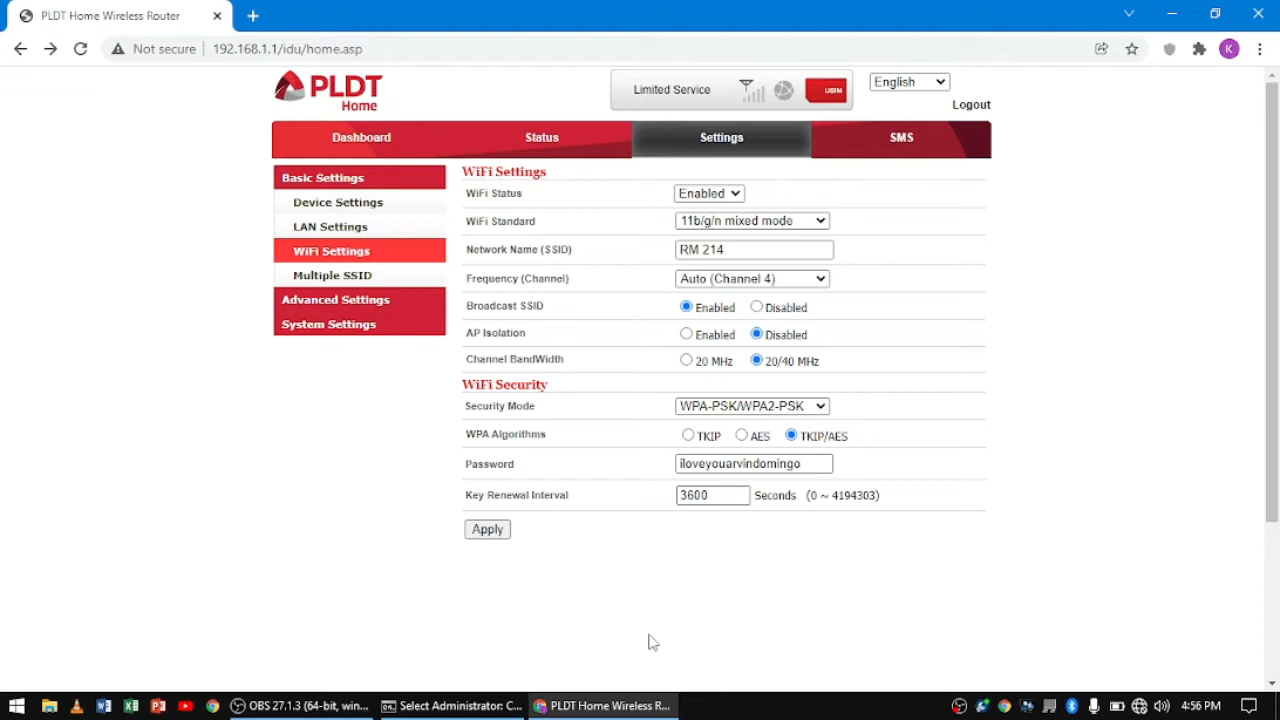 PLDT Home Wireless Router
Not secure 192.168.1.1/idu/home.asp
K
PLDT
Home
Limited Service
USIM
English
Logout
Dashboard Status Settings SMS
Basic Settings
Device Settings
LAN Settings
WiFi Settings
Multiple SSID
Advanced Settings
System Settings
WiFi Settings
WiFi Status Enabled
WiFi Standard 11b/g/n mixed mode
Network Name (SSID) RM 214
Frequency (Channel) Auto (Channel 4)
Broadcast SSID Enabled Disabled
AP Isolation Enabled Disabled
Channel BandWidth 20 MHz 20/40 MHz
WiFi Security
Security Mode WPA-PSK/WPA2-PSK
WPA Algorithms TKIP AES TKIP/AES
Password iloveyouarvindomingo
Key Renewal Interval 3600 Seconds (0 ~ 4194303)
Apply
OBS 27.1.3 (64-bit, win... Select Administrator: C... PLDT Home Wireless R... 4:56 PM